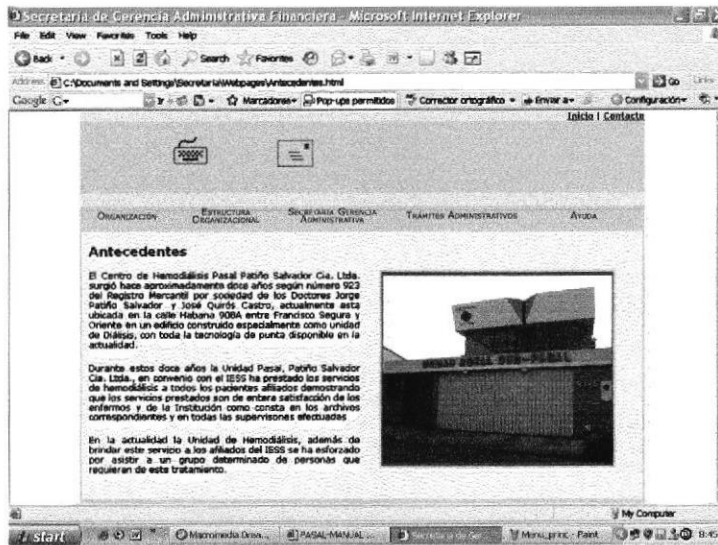 Secretaria de Gerencia Administrativa Financiera - Microsoft Internet Explorer
File Edit View Favorites Tools Help
Back Search Favorites
Address C:\Documents and Settings\Secretaria\Webpages\Antecedentes.html Go Links
Google G Ir Marcadores Pop-ups permitidos Corrector ortográfico Enviar a Configuración
Inicio | Contacto
ORGANIZACIÓN ESTRUCTURA ORGANIZACIONAL SECRETARIA GERENCIA ADMINISTRATIVA TRÁMITES ADMINISTRATIVOS AYUDA
Antecedentes
El Centro de Hemodiálisis Pasal Patiño Salvador Cia. Ltda.
surgió hace aproximadamente doce años según número 923
del Registro Mercantil por sociedad de los Doctores Jorge
Patiño Salvador y José Quirós Castro, actualmente esta
ubicada en la calle Habana 908A entre Francisco Segura y
Oriente en un edificio construido especialmente como unidad
de Diálisis, con toda la tecnología de punta disponible en la
actualidad.
Durante estos doce años la Unidad Pasal, Patiño Salvador
Cia. Ltda., en convenio con el IESS ha prestado los servicios
de hemodiálisis a todos los pacientes afiliados demostrando
que los servicios prestados son de entera satisfacción de los
enfermos y de la Institución como consta en los archivos
correspondientes y en todas las supervisones efectuadas
En la actualidad la Unidad de Hemodiálisis, además de
brindar este servicio a los afiliados del IESS se ha esforzado
por asistir a un grupo determinado de personas que
requieran de este tratamiento.
My Computer
start Macromedia Drea... PASAL-MANUAL ... Secretaria de Ger... Menu_princ - Paint 8:45